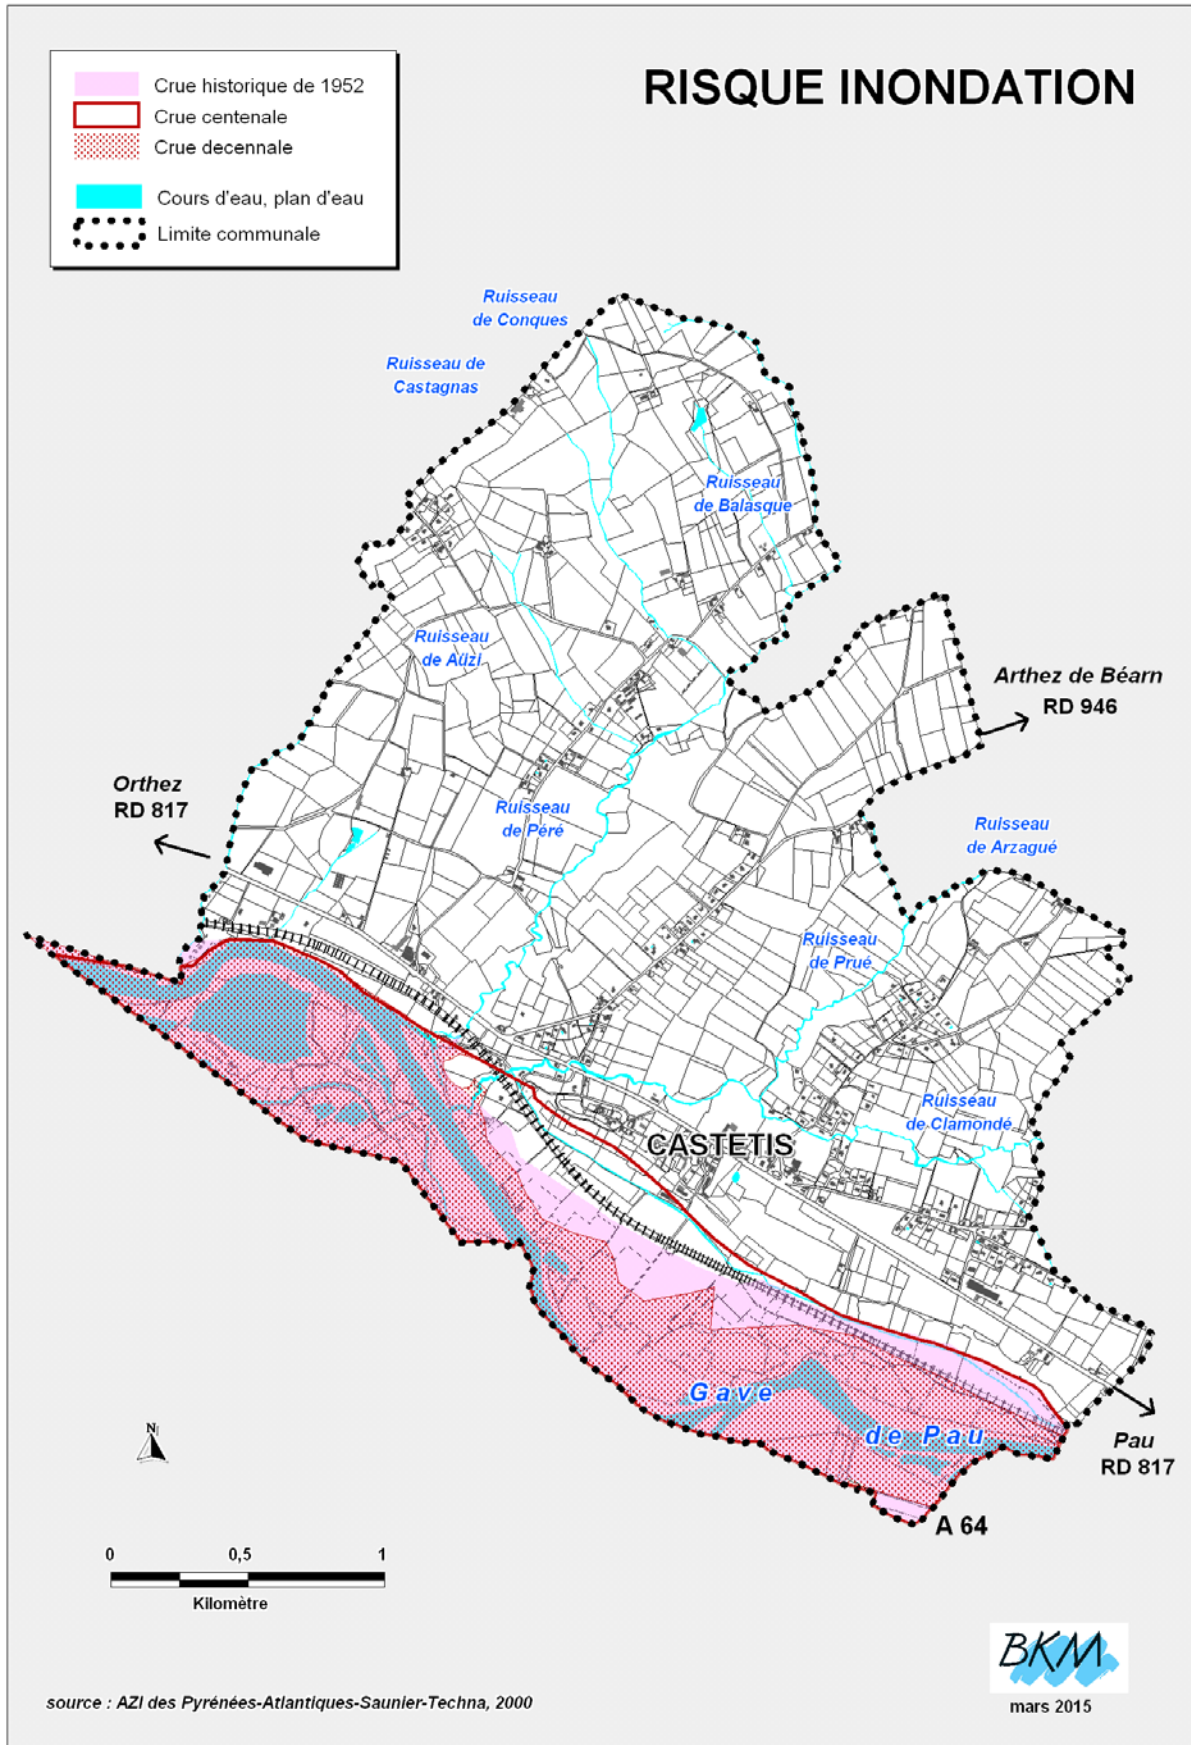 RISQUE INONDATION
Crue historique de 1952
Crue centenale
Crue decennale
Cours d'eau, plan d'eau
Limite communale
Ruisseau
de Conques
Ruisseau de
Castagnas
Ruisseau
de Balasque
Ruisseau
de Aüzi
Arthez de Béarn
RD 946
Orthez
RD 817
Ruisseau
de Péré
Ruisseau
de Arzagué
Ruisseau
de Prué
Ruisseau
de Clamondé
CASTETIS
Gave
de Pau
Pau
RD 817
A 64
N
0 0,5 1
Kilomètre
BKM
mars 2015
source : AZI des Pyrénées-Atlantiques-Saunier-Techna, 2000